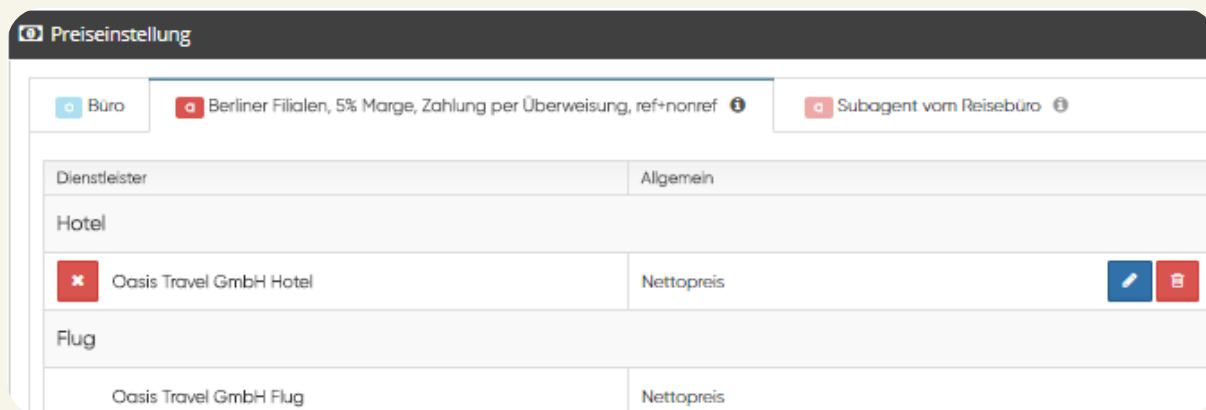 Preiseinstellung
o Büro
a Berliner Filialen, 5% Marge, Zahlung per Überweisung, ref+nonref
a Subagent vom Reisebüro
Dienstleister Allgemein
Hotel
Oasis Travel GmbH Hotel Nettopreis
Flug
Oasis Travel GmbH Flug Nettopreis